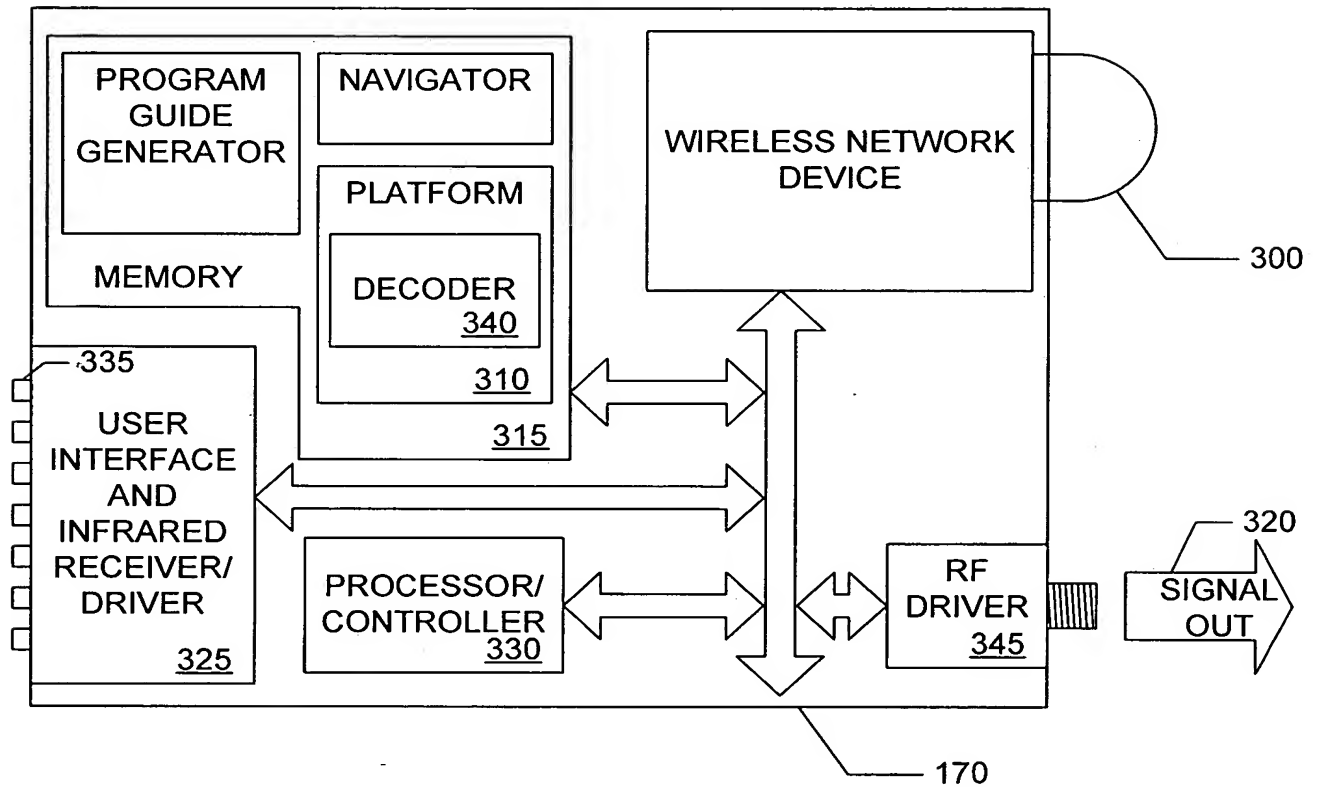 PROGRAM
GUIDE
GENERATOR
NAVIGATOR
PLATFORM
DECODER
340
310
MEMORY
315
WIRELESS NETWORK
DEVICE
300
335
USER
INTERFACE
AND
INFRARED
RECEIVER/
DRIVER
325
PROCESSOR/
CONTROLLER
330
RF
DRIVER
345
320
SIGNAL
OUT
170